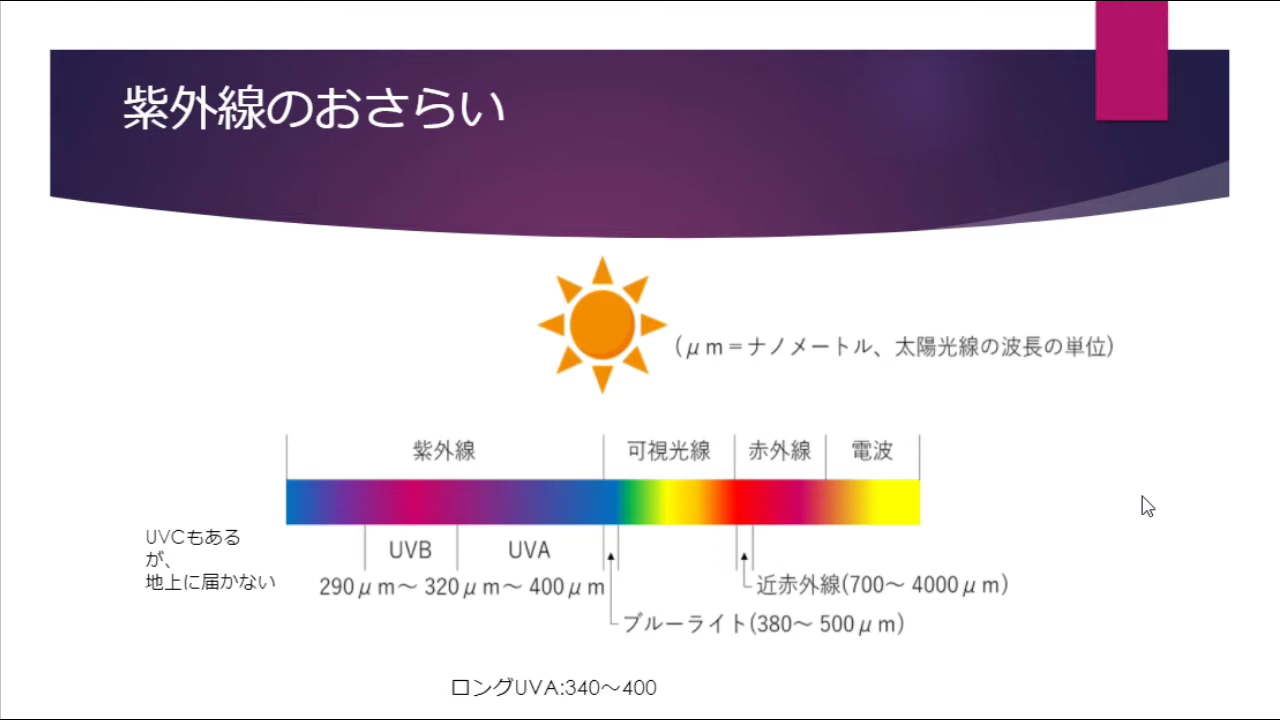 紫外線のおさらい
(μm＝ナノメートル、太陽光線の波長の単位)
紫外線 可視光線 赤外線 電波
UVCもある
が、
地上に届かない
UVB UVA
290μm～ 320μm～ 400μm
近赤外線(700～ 4000μm)
ブルーライト(380～ 500μm)
ロングUVA:340～400